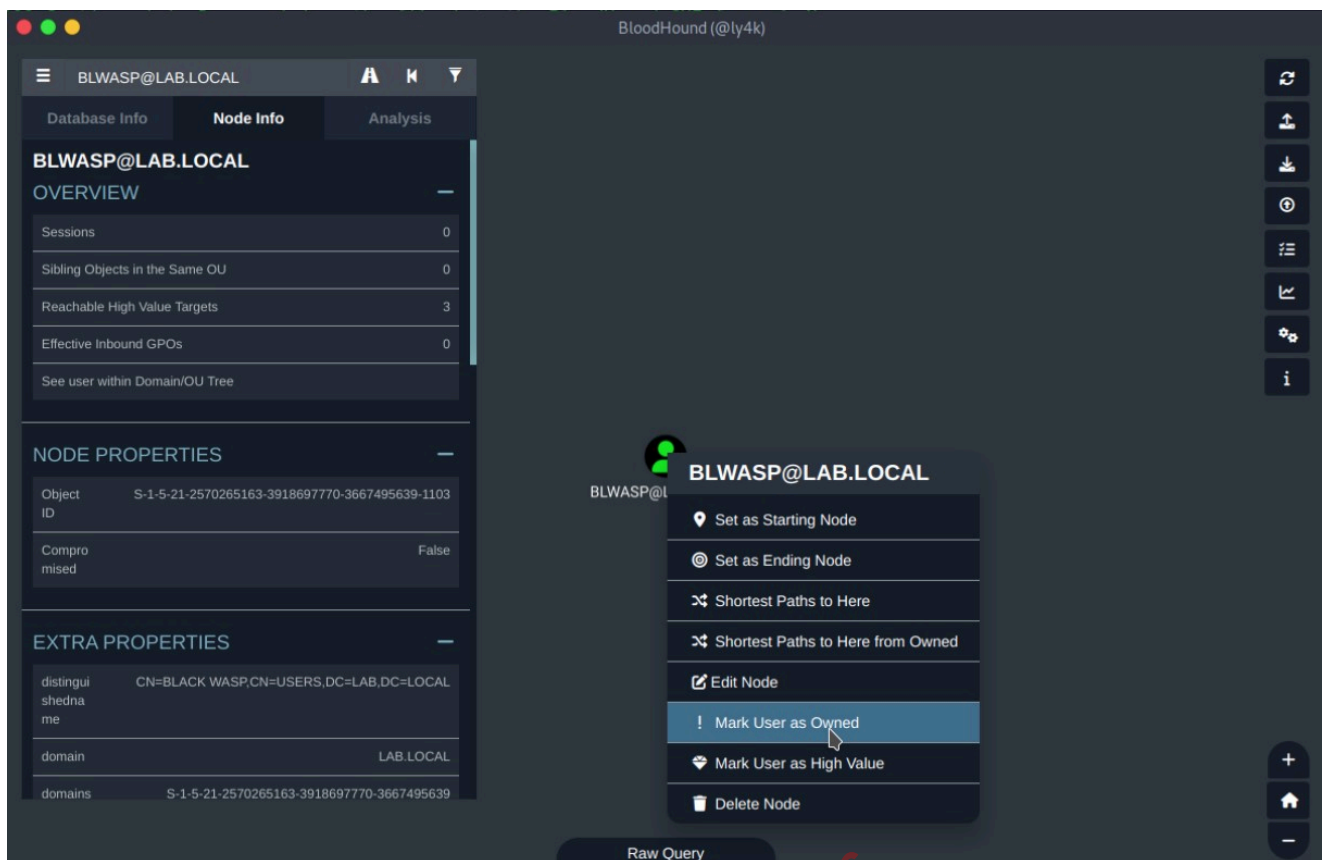 BloodHound (@ly4k)
BLWASP@LAB.LOCAL
Database Info Node Info Analysis
BLWASP@LAB.LOCAL
OVERVIEW
Sessions 0
Sibling Objects in the Same OU 0
Reachable High Value Targets 3
Effective Inbound GPOs 0
See user within Domain/OU Tree
NODE PROPERTIES
Object S-1-5-21-2570265163-3918697770-3667495639-1103
ID
Compro False
mised
EXTRA PROPERTIES
distingui CN=BLACK WASP,CN=USERS,DC=LAB,DC=LOCAL
shedna
me
domain LAB.LOCAL
domains S-1-5-21-2570265163-3918697770-3667495639
BLWASP@L
BLWASP@LAB.LOCAL
Set as Starting Node
Set as Ending Node
Shortest Paths to Here
Shortest Paths to Here from Owned
Edit Node
! Mark User as Owned
Mark User as High Value
Delete Node
Raw Query